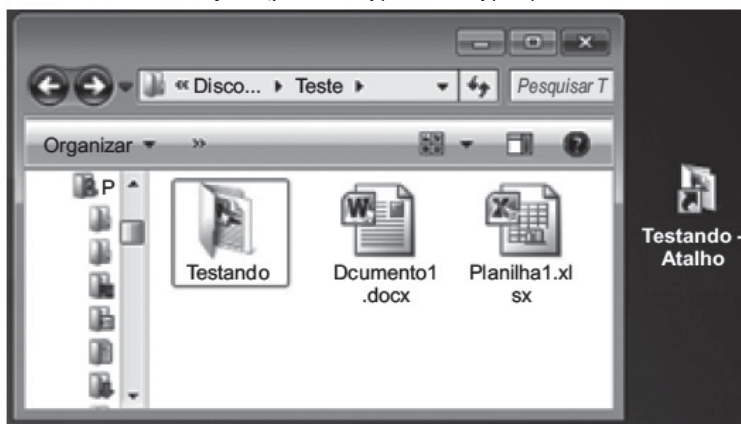 « Disco... ▸ Teste ▸
Pesquisar T
Organizar
»
P
Testando
Dcumento1
.docx
Planilha1.xl
sx
Testando -
Atalho